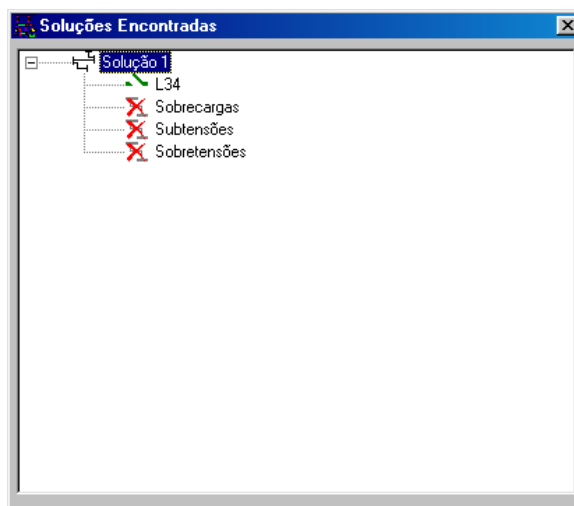 Soluções Encontradas
Solução 1
L34
Sobrecargas
Subtensões
Sobretensões